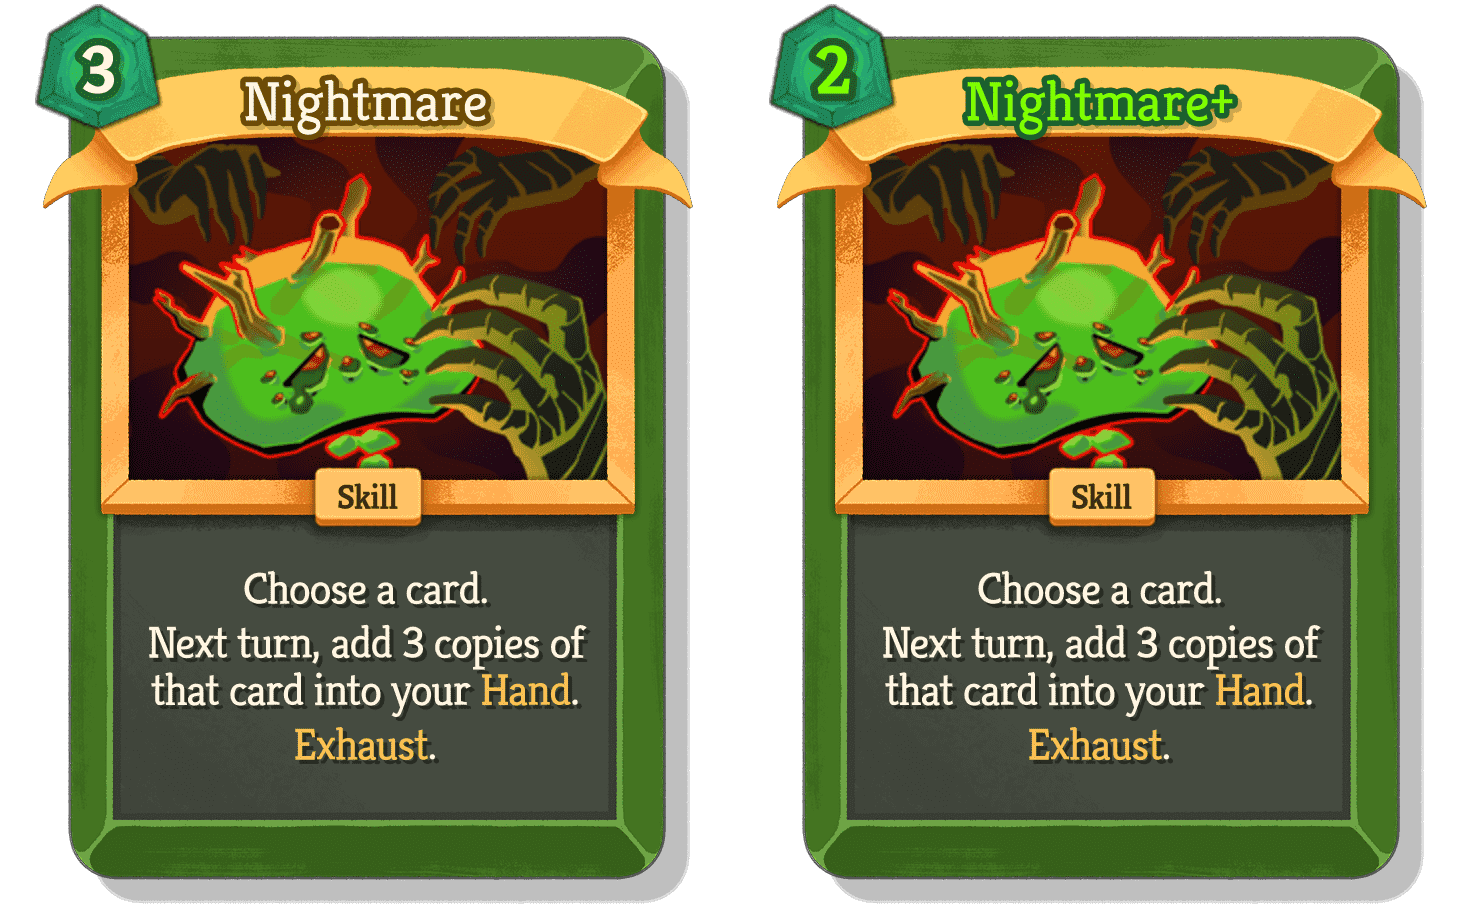 3
Nightmare
Skill
Choose a card.
Next turn, add 3 copies of
that card into your Hand.
Exhaust.
2
Nightmare+
Skill
Choose a card.
Next turn, add 3 copies of
that card into your Hand.
Exhaust.